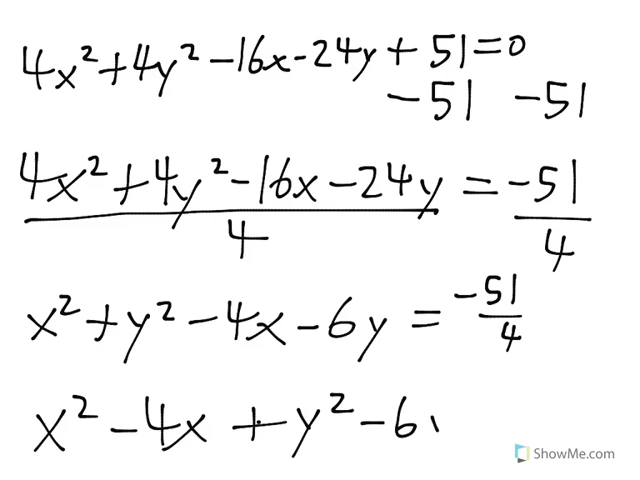 4x² + 4y² - 16x - 24y + 51 = 0
- 51 - 51
4x² + 4y² - 16x - 24y = -51
4 4
x² + y² - 4x - 6y = -51/4
x² - 4x + y² - 6
ShowMe.com